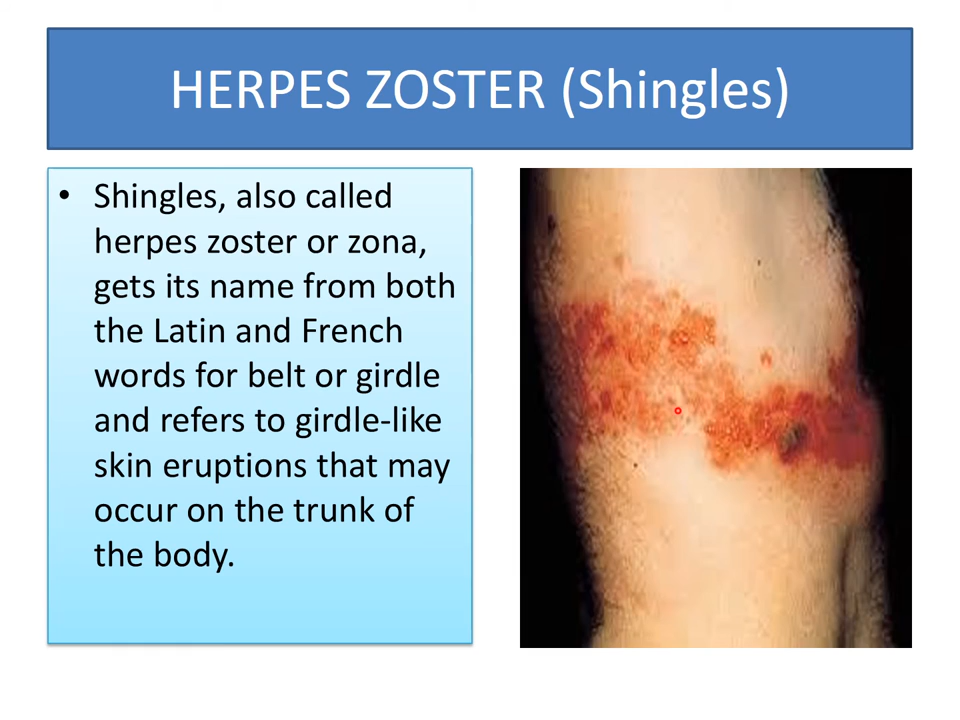 HERPES ZOSTER (Shingles)
• Shingles, also called
herpes zoster or zona,
gets its name from both
the Latin and French
words for belt or girdle
and refers to girdle-like
skin eruptions that may
occur on the trunk of
the body.